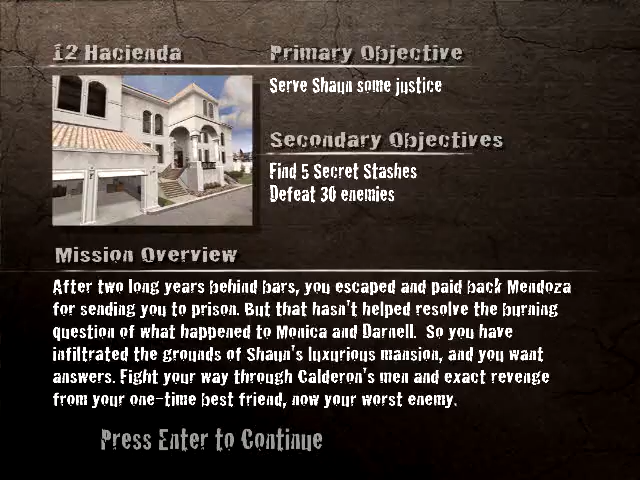 12 Hacienda
Primary Objective
Serve Shaun some justice
Secondary Objectives
Find 5 Secret Stashes
Defeat 30 enemies
Mission Overview
After two long years behind bars, you escaped and paid back Mendoza
for sending you to prison. But that hasn't helped resolve the burning
question of what happened to Monica and Darnell.  So you have
infiltrated the grounds of Shaun's luxurious mansion, and you want
answers. Fight your way through Calderon's men and exact revenge
from your one-time best friend, now your worst enemy.
Press Enter to Continue